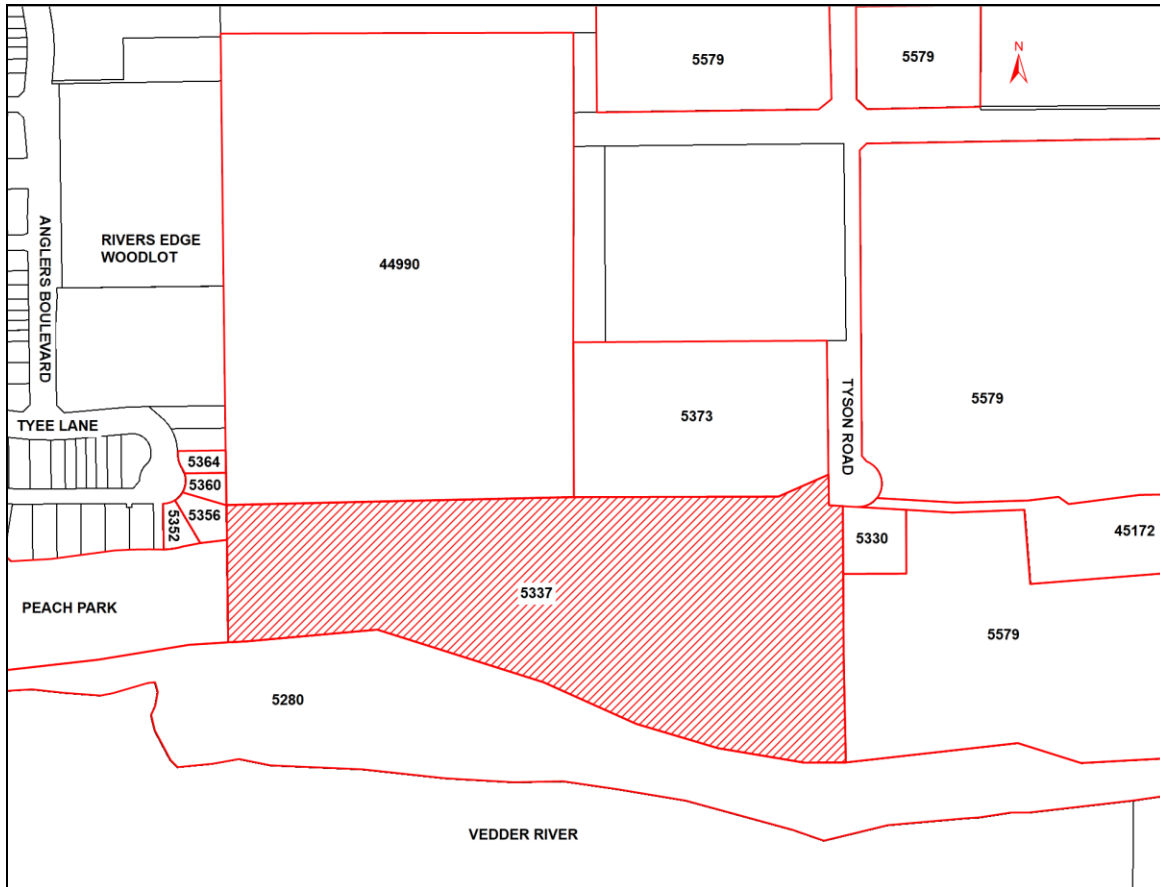 5579
5579
N
ANGLERS BOULEVARD
RIVERS EDGE
WOODLOT
44990
5579
TYEE LANE
5373
TYSON ROAD
5364
5360
5356
5352
5330
45172
5337
PEACH PARK
5579
5280
VEDDER RIVER